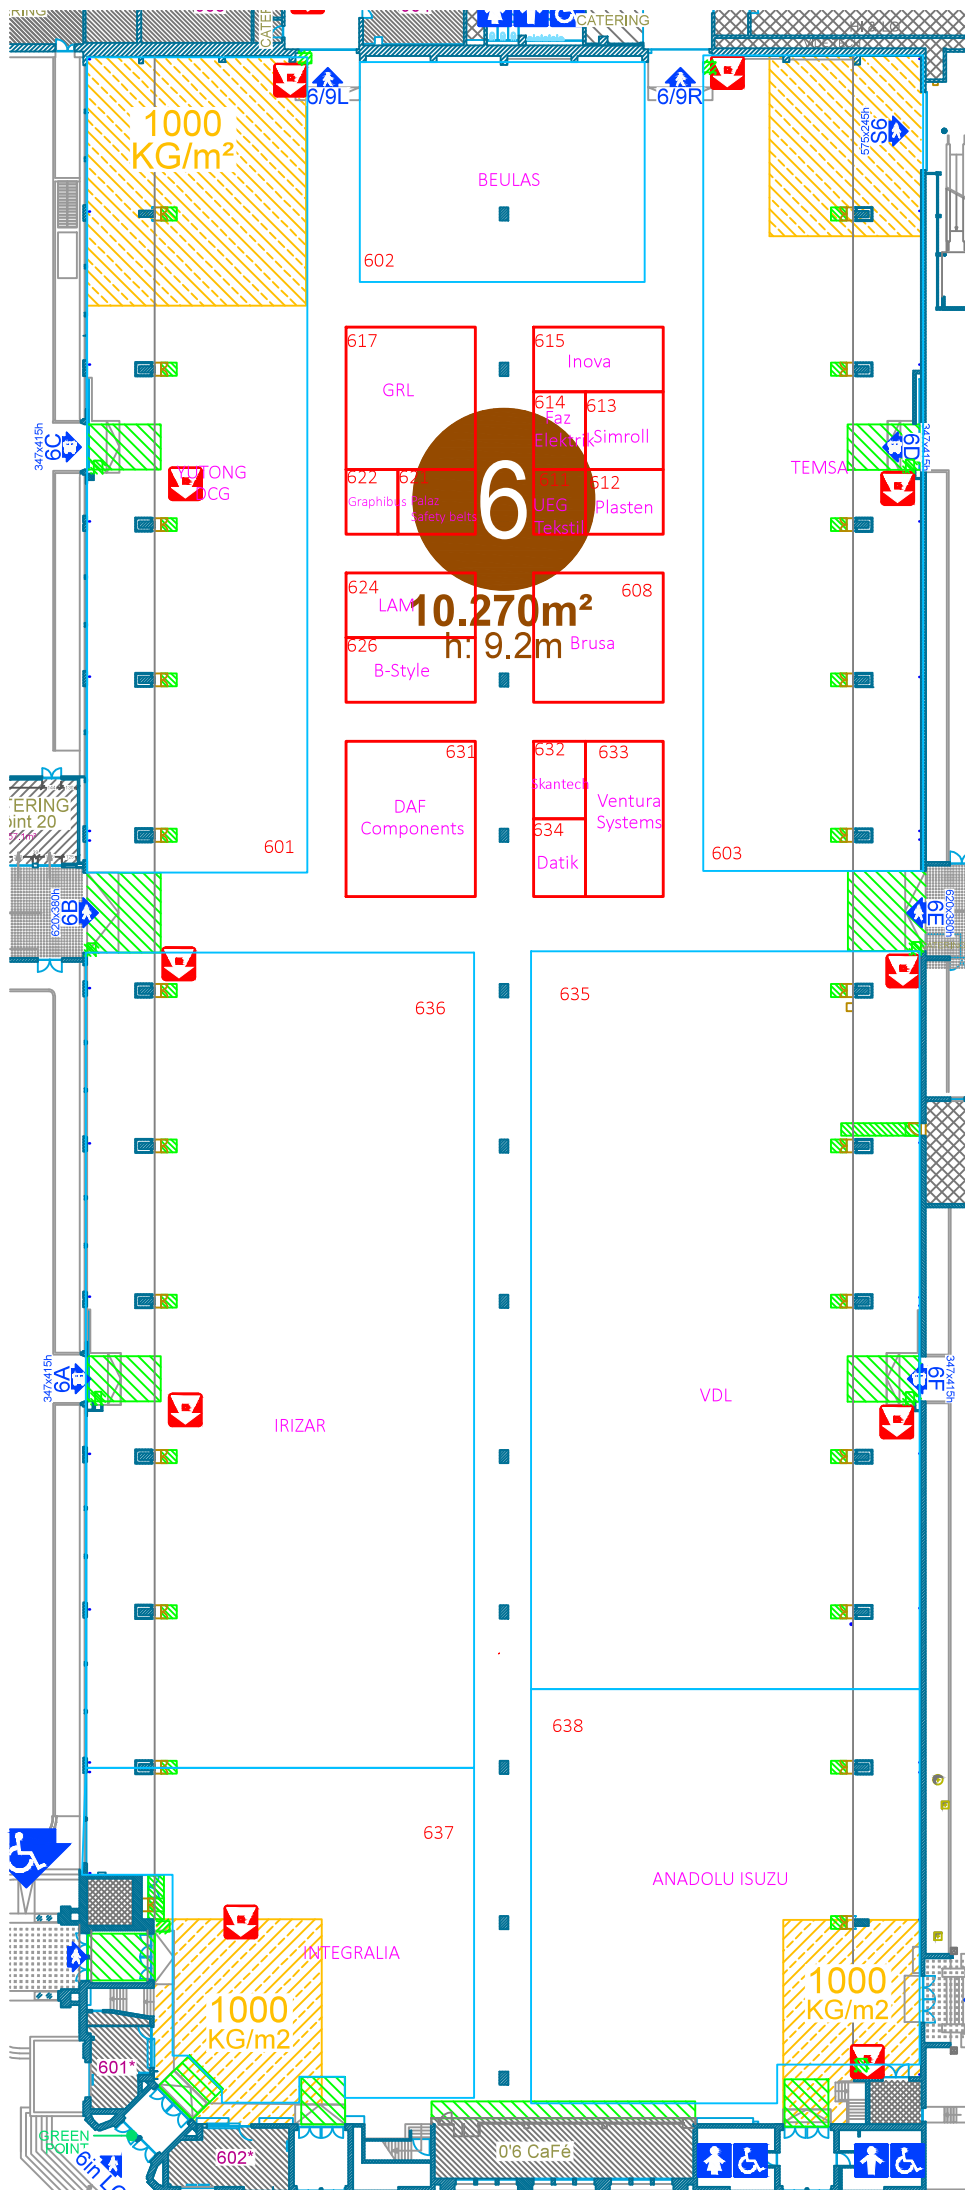 CATERING
1000
KG/m²
6/9L
6/9R
S6
575x245h
BEULAS
602
617
GRL
615
Inova
614
Faz
Elektrik
613
Simroll
6C
347x415h
YUTONG
DCG
TEMSA
6D
347x415h
622
Graphibus
621
Palaz
Safety belts
6
611
UEG
Tekstil
612
Plasten
624
LAM
608
10.270m²
h: 9.2m
Brusa
626
B-Style
631
DAF
Components
632
Skantech
633
Ventura
Systems
634
Datik
601
603
6B
620x380h
6E
620x380h
636
635
6A
347x415h
6F
347x415h
IRIZAR
VDL
638
637
ANADOLU ISUZU
INTEGRALIA
1000
KG/m2
1000
KG/m2
601*
GREEN
POINT
602*
0'6 CaFé